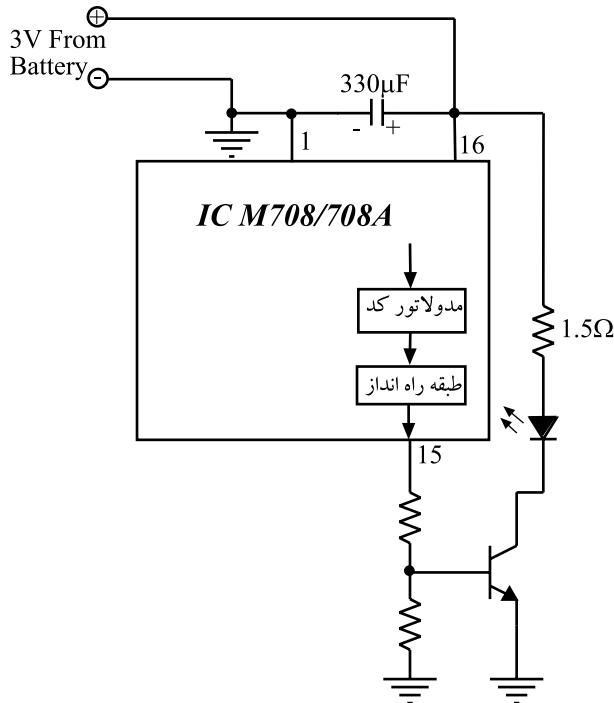 3V From
Battery
+
-
330µF
- +
1
16
IC M708/708A
مدولاتور کد
طبقه راه انداز
1.5Ω
15